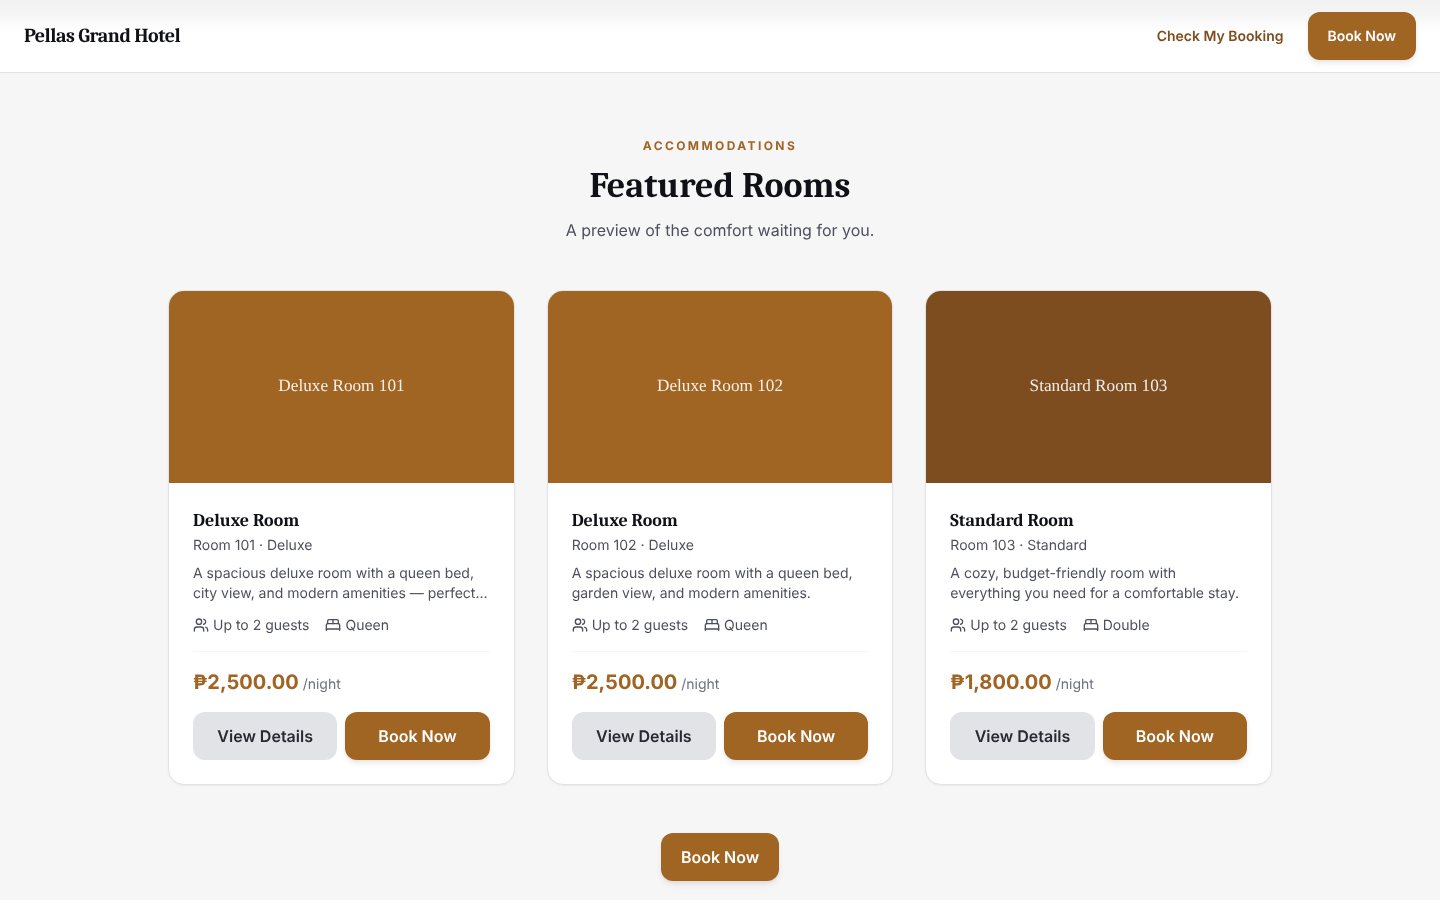 Pellas Grand Hotel
Check My Booking
Book Now
ACCOMMODATIONS
Featured Rooms
A preview of the comfort waiting for you.
Deluxe Room 101
Deluxe Room
Room 101 · Deluxe
A spacious deluxe room with a queen bed,
city view, and modern amenities — perfect...
Up to 2 guests
Queen
₱2,500.00 /night
View Details
Book Now
Deluxe Room 102
Deluxe Room
Room 102 · Deluxe
A spacious deluxe room with a queen bed,
garden view, and modern amenities.
Up to 2 guests
Queen
₱2,500.00 /night
View Details
Book Now
Standard Room 103
Standard Room
Room 103 · Standard
A cozy, budget-friendly room with
everything you need for a comfortable stay.
Up to 2 guests
Double
₱1,800.00 /night
View Details
Book Now
Book Now